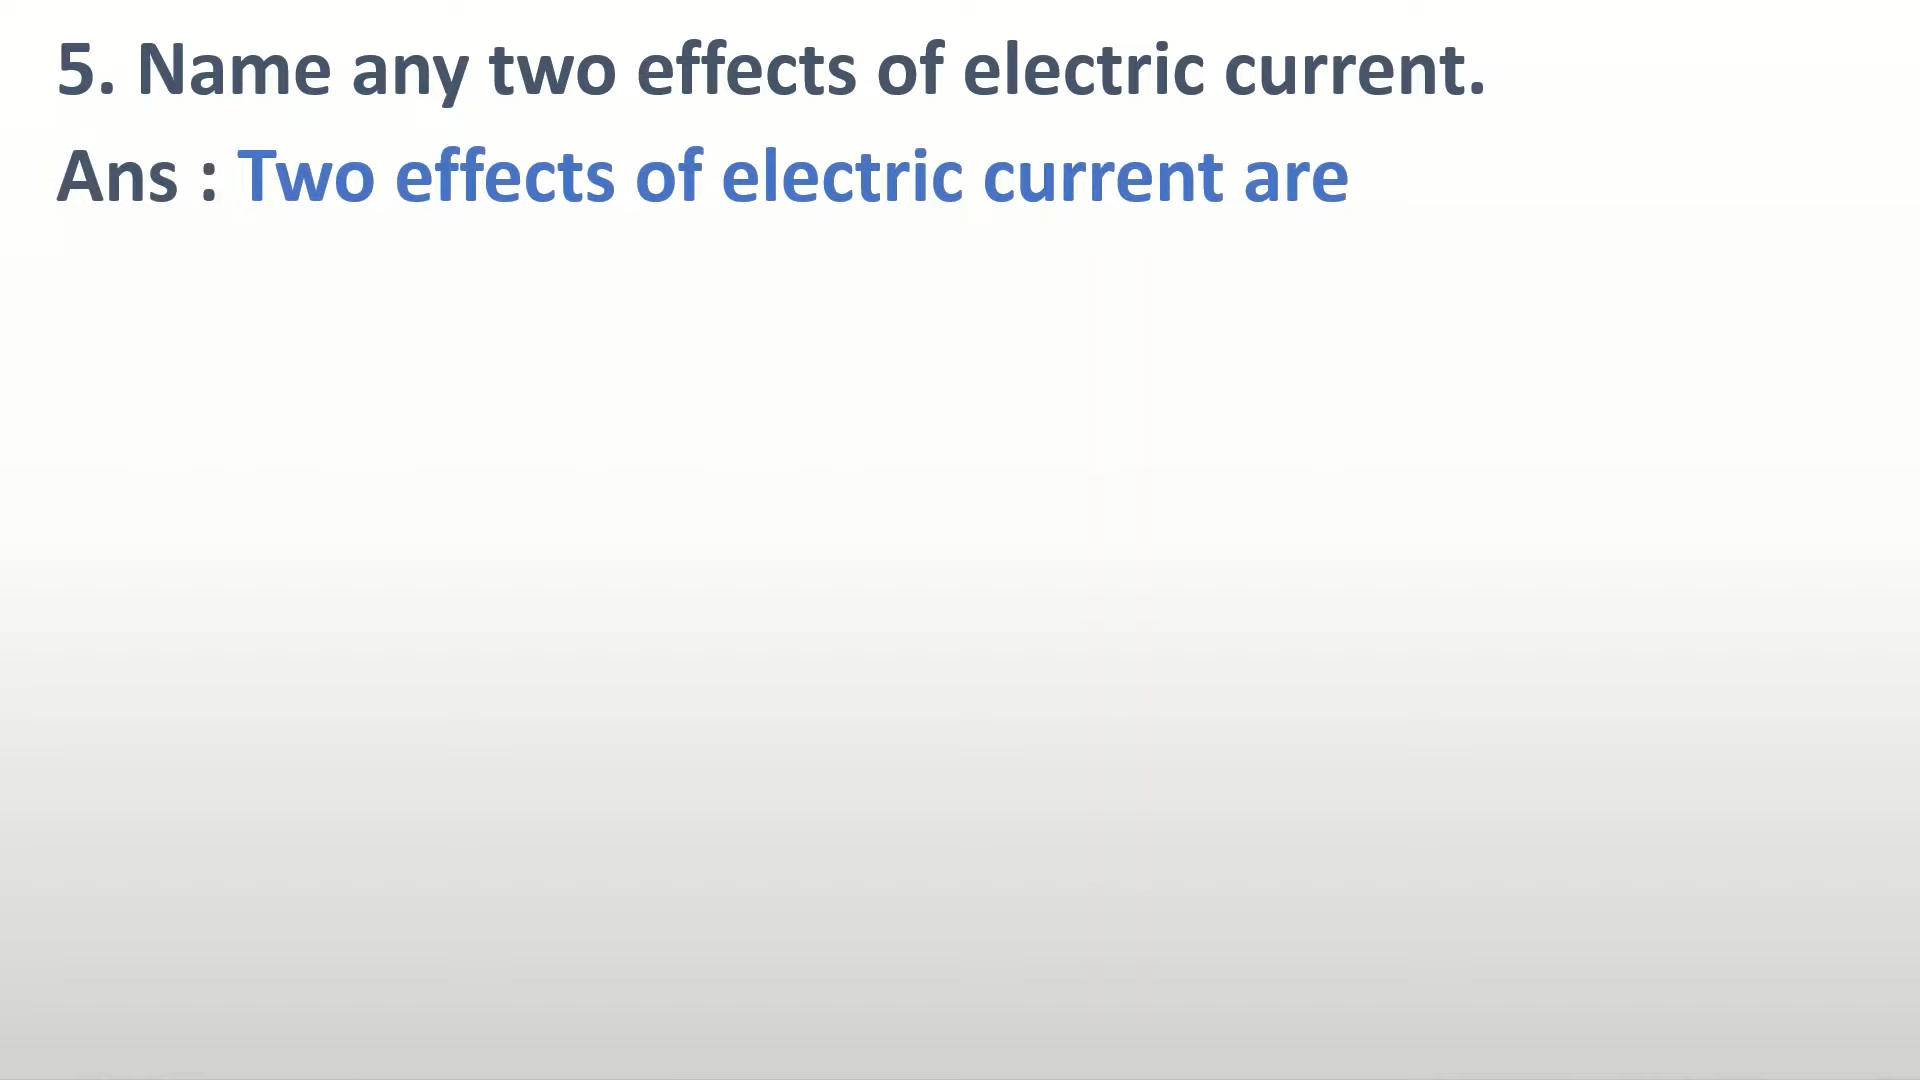 5. Name any two effects of electric current.
Ans : Two effects of electric current are